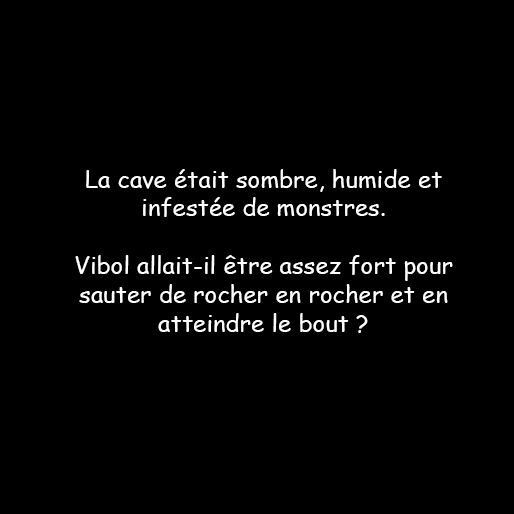 La cave était sombre, humide et
infestée de monstres.
Vibol allait-il être assez fort pour
sauter de rocher en rocher et en
atteindre le bout ?